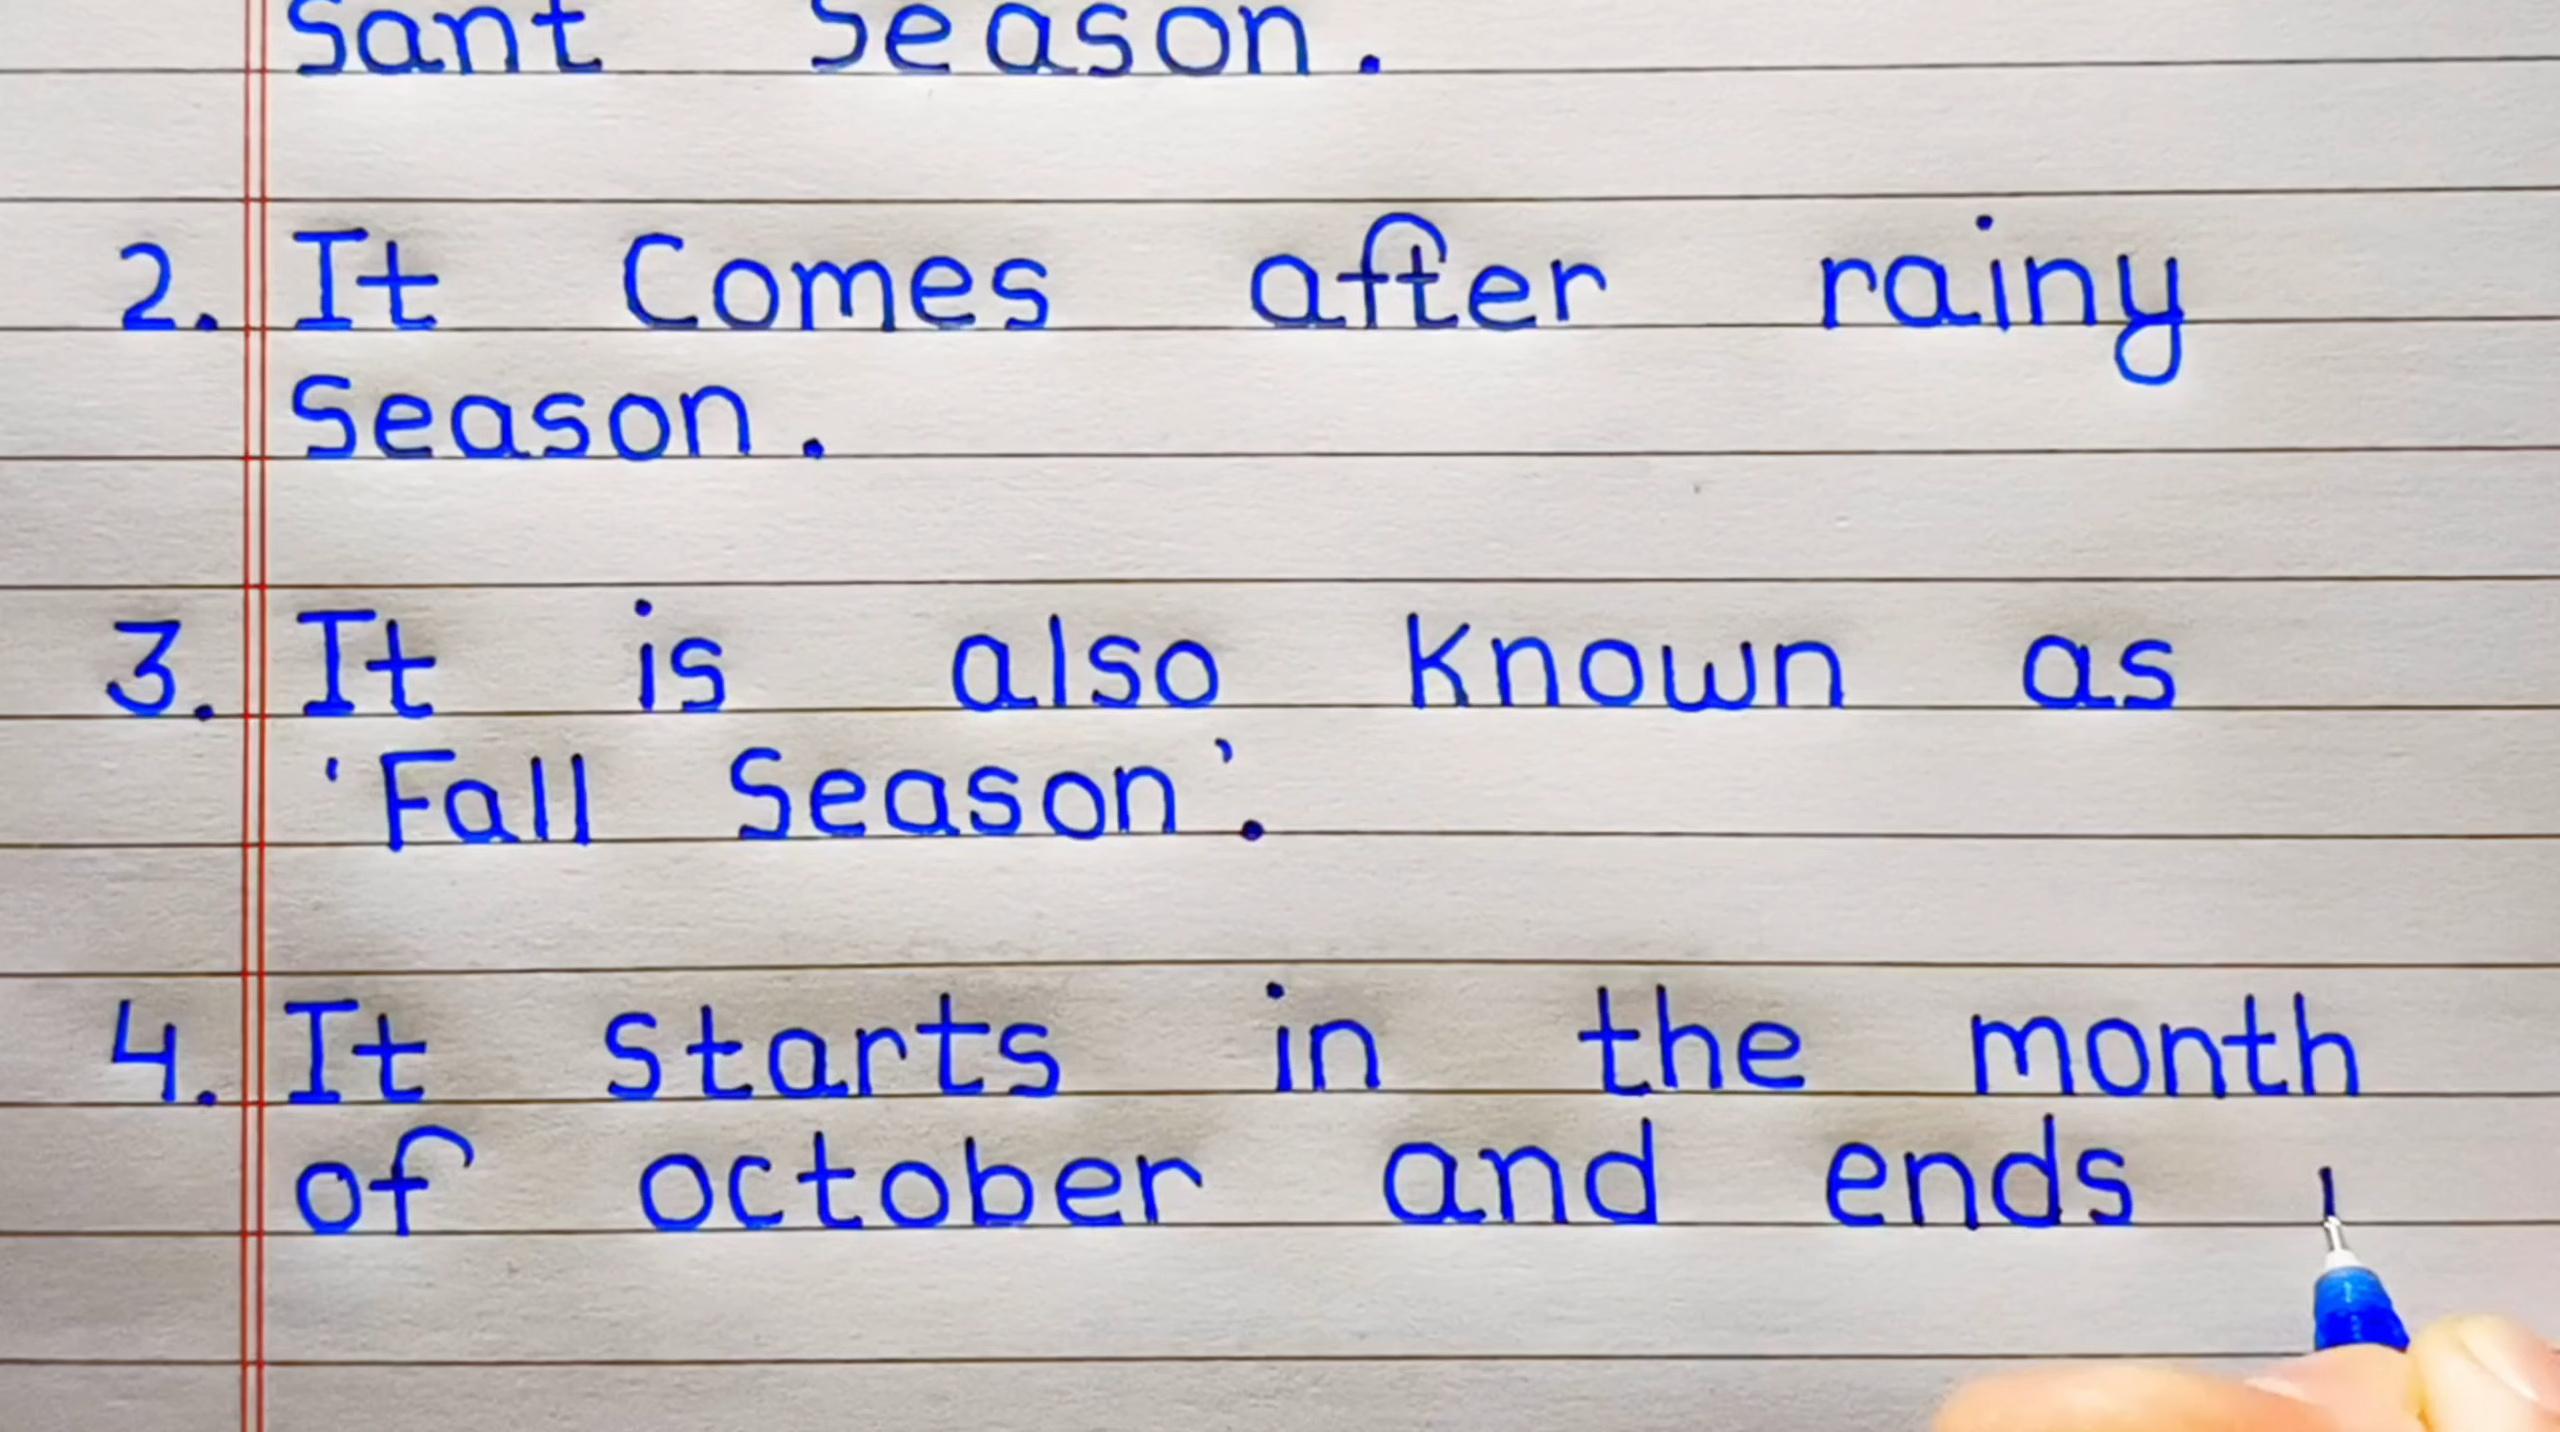 sant Season.
2. It Comes after rainy
Season.
3. It is also Known as
'Fall Season'.
4. It starts in the month
of october and ends